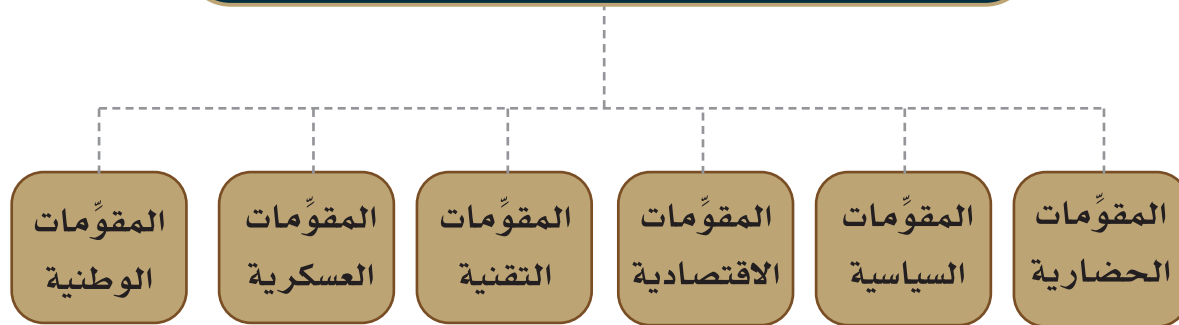 المقوِّمات
الحضارية
المقوِّمات
السياسية
المقوِّمات
الاقتصادية
المقوِّمات
التقنية
المقوِّمات
العسكرية
المقوِّمات
الوطنية